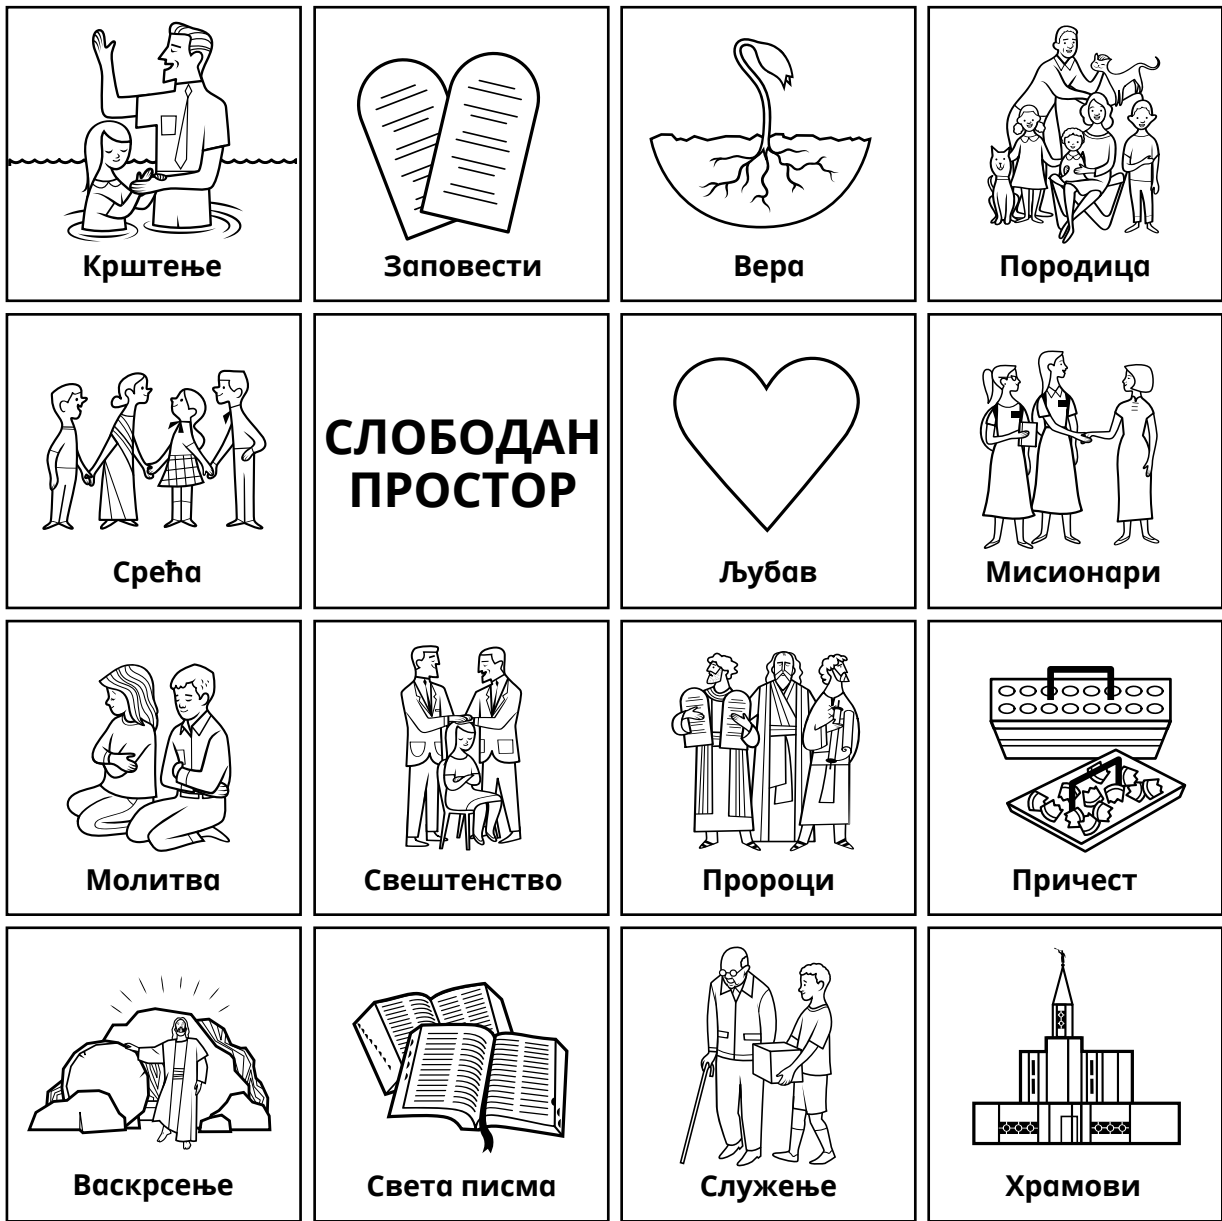 Крштење
Заповести
Вера
Породица
Срећа
СЛОБОДАН
ПРОСТОР
Љубав
Мисионари
Молитва
Свештенство
Пророци
Причест
Васкрсење
Света писма
Служење
Храмови